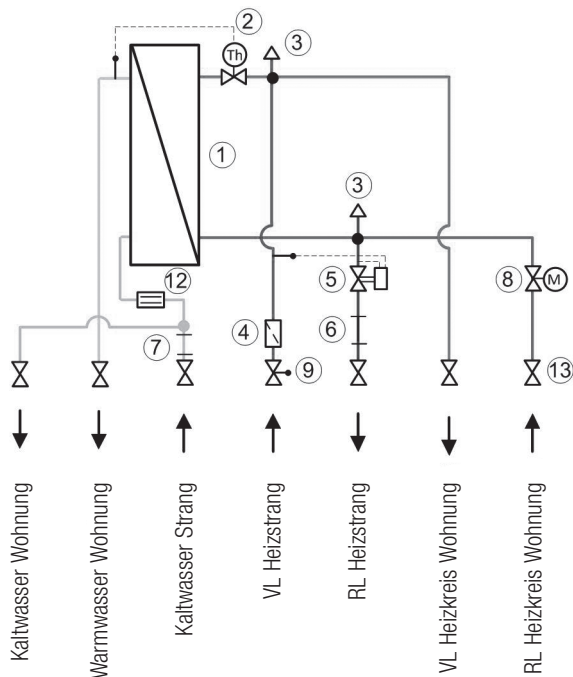 2
Th
3
1
3
12
5
8
M
4
6
7
9
13
Kaltwasser Wohnung
Warmwasser Wohnung
Kaltwasser Strang
VL Heizstrang
RL Heizstrang
VL Heizkreis Wohnung
RL Heizkreis Wohnung